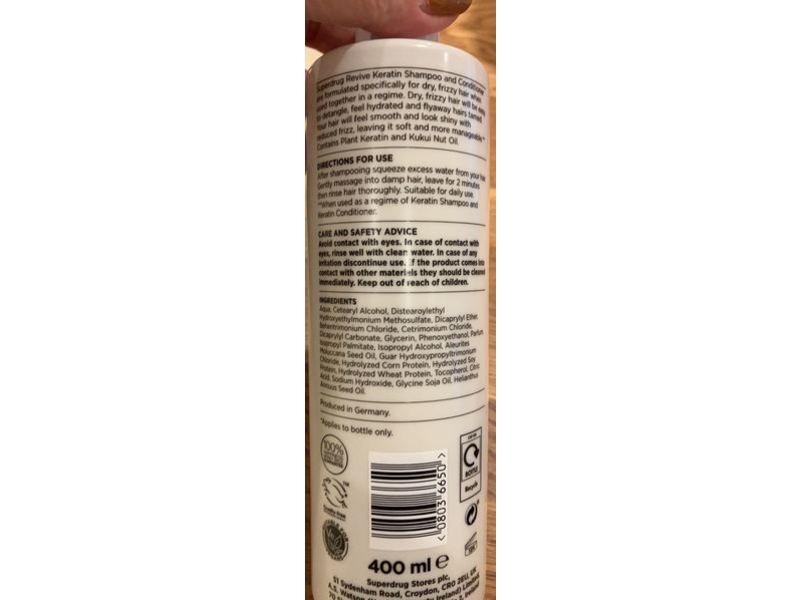 Superdrug Revive Keratin Shampoo and Conditioner
are formulated specifically for dry, frizzy hair when
used together in a regime. Dry, frizzy hair will be easy
to detangle, feel hydrated and flyaway hairs tamed.
Your hair will feel smooth and look shiny with
reduced frizz, leaving it soft and more manageable**
Contains Plant Keratin and Kukui Nut Oil.
DIRECTIONS FOR USE
After shampooing squeeze excess water from your hair.
Gently massage into damp hair, leave for 2 minutes
then rinse hair thoroughly. Suitable for daily use.
**When used as a regime of Keratin Shampoo and
Keratin Conditioner.
CARE AND SAFETY ADVICE
Avoid contact with eyes. In case of contact with
eyes, rinse well with clean water. In case of any
irritation discontinue use. If the product comes into
contact with other materials they should be cleaned
immediately. Keep out of reach of children.
INGREDIENTS
Aqua, Cetearyl Alcohol, Distearoylethyl
Hydroxyethylmonium Methosulfate, Dicaprylyl Ether,
Behentrimonium Chloride, Cetrimonium Chloride,
Dicaprylyl Carbonate, Glycerin, Phenoxyethanol, Parfum,
Isopropyl Palmitate, Isopropyl Alcohol, Aleurites
Moluccana Seed Oil, Guar Hydroxypropyltrimonium
Chloride, Hydrolyzed Corn Protein, Hydrolyzed Soy
Protein, Hydrolyzed Wheat Protein, Tocopherol, Citric
Acid, Sodium Hydroxide, Glycine Soja Oil, Helianthus
Annuus Seed Oil.
Produced in Germany.
*Applies to bottle only.
100%
BOTTLE
Recycle
Cruelty free
<0803 6650>
400 ml e
Superdrug Stores plc,
51 Sydenham Road, Croydon, CR0 2EU, UK
A.S. Watson Ireland) Limited,